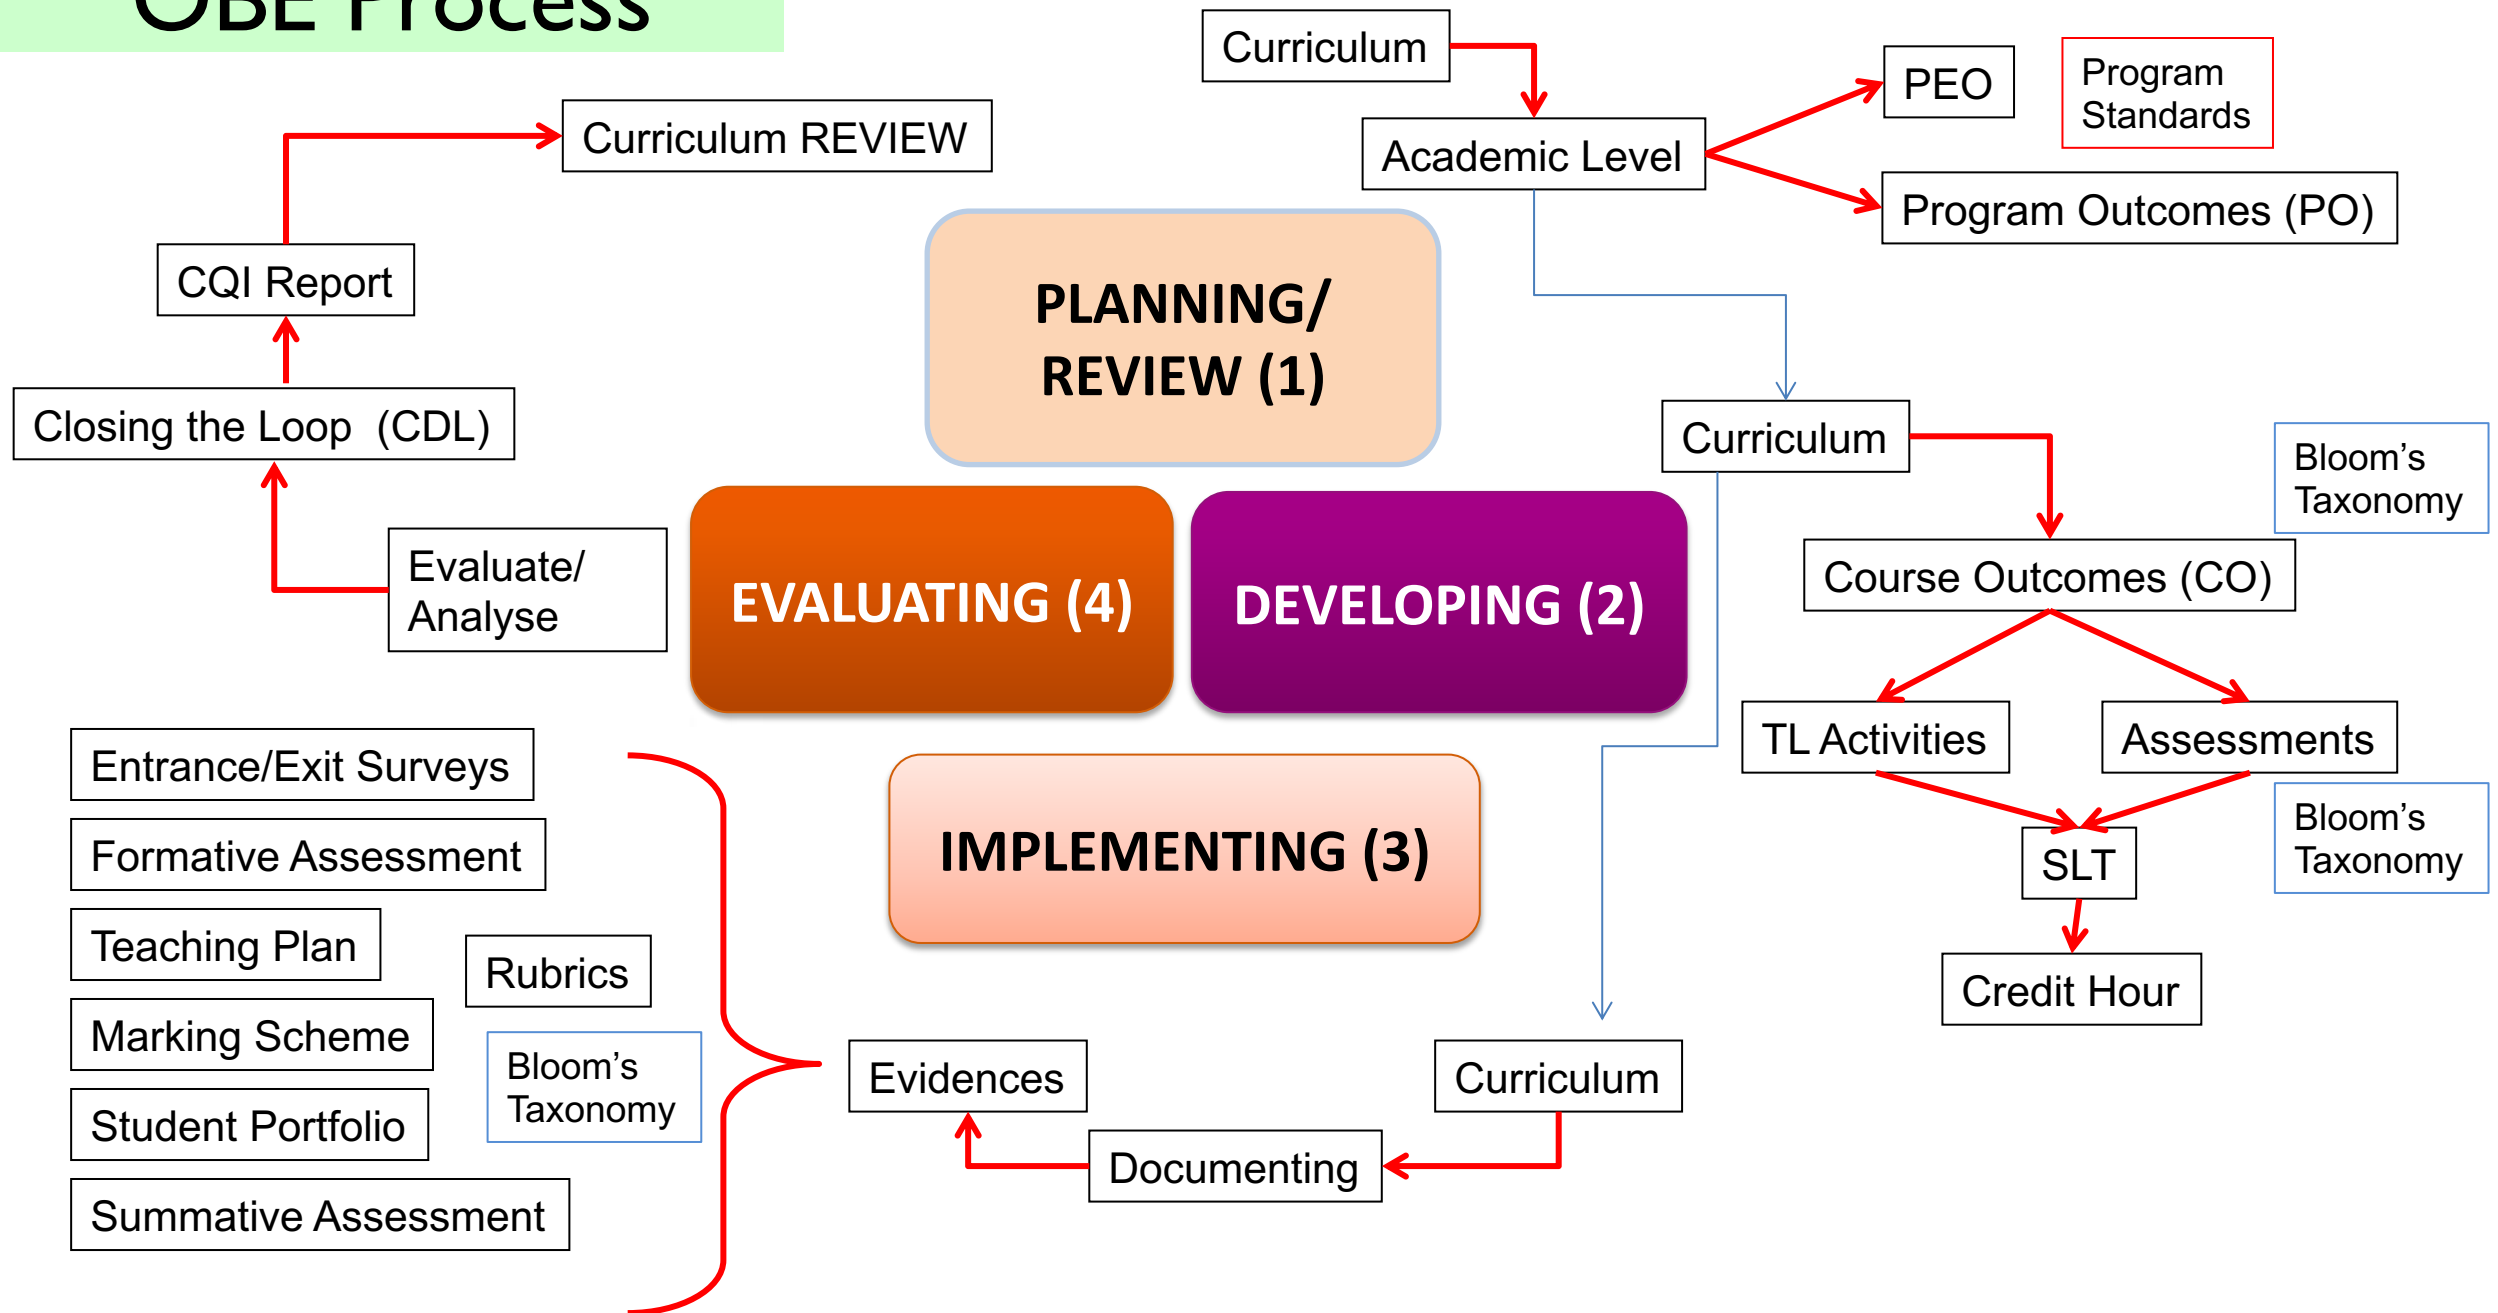 OBE Process
Curriculum
PEO
Program
Standards
Curriculum REVIEW
Academic Level
Program Outcomes (PO)
CQI Report
PLANNING/
REVIEW (1)
Closing the Loop  (CDL)
Curriculum
Bloom’s
Taxonomy
Evaluate/
Analyse
EVALUATING (4)
DEVELOPING (2)
Course Outcomes (CO)
TL Activities
Assessments
Entrance/Exit Surveys
Formative Assessment
IMPLEMENTING (3)
SLT
Bloom’s
Taxonomy
Teaching Plan
Rubrics
Credit Hour
Marking Scheme
Bloom’s
Taxonomy
Evidences
Curriculum
Student Portfolio
Documenting
Summative Assessment